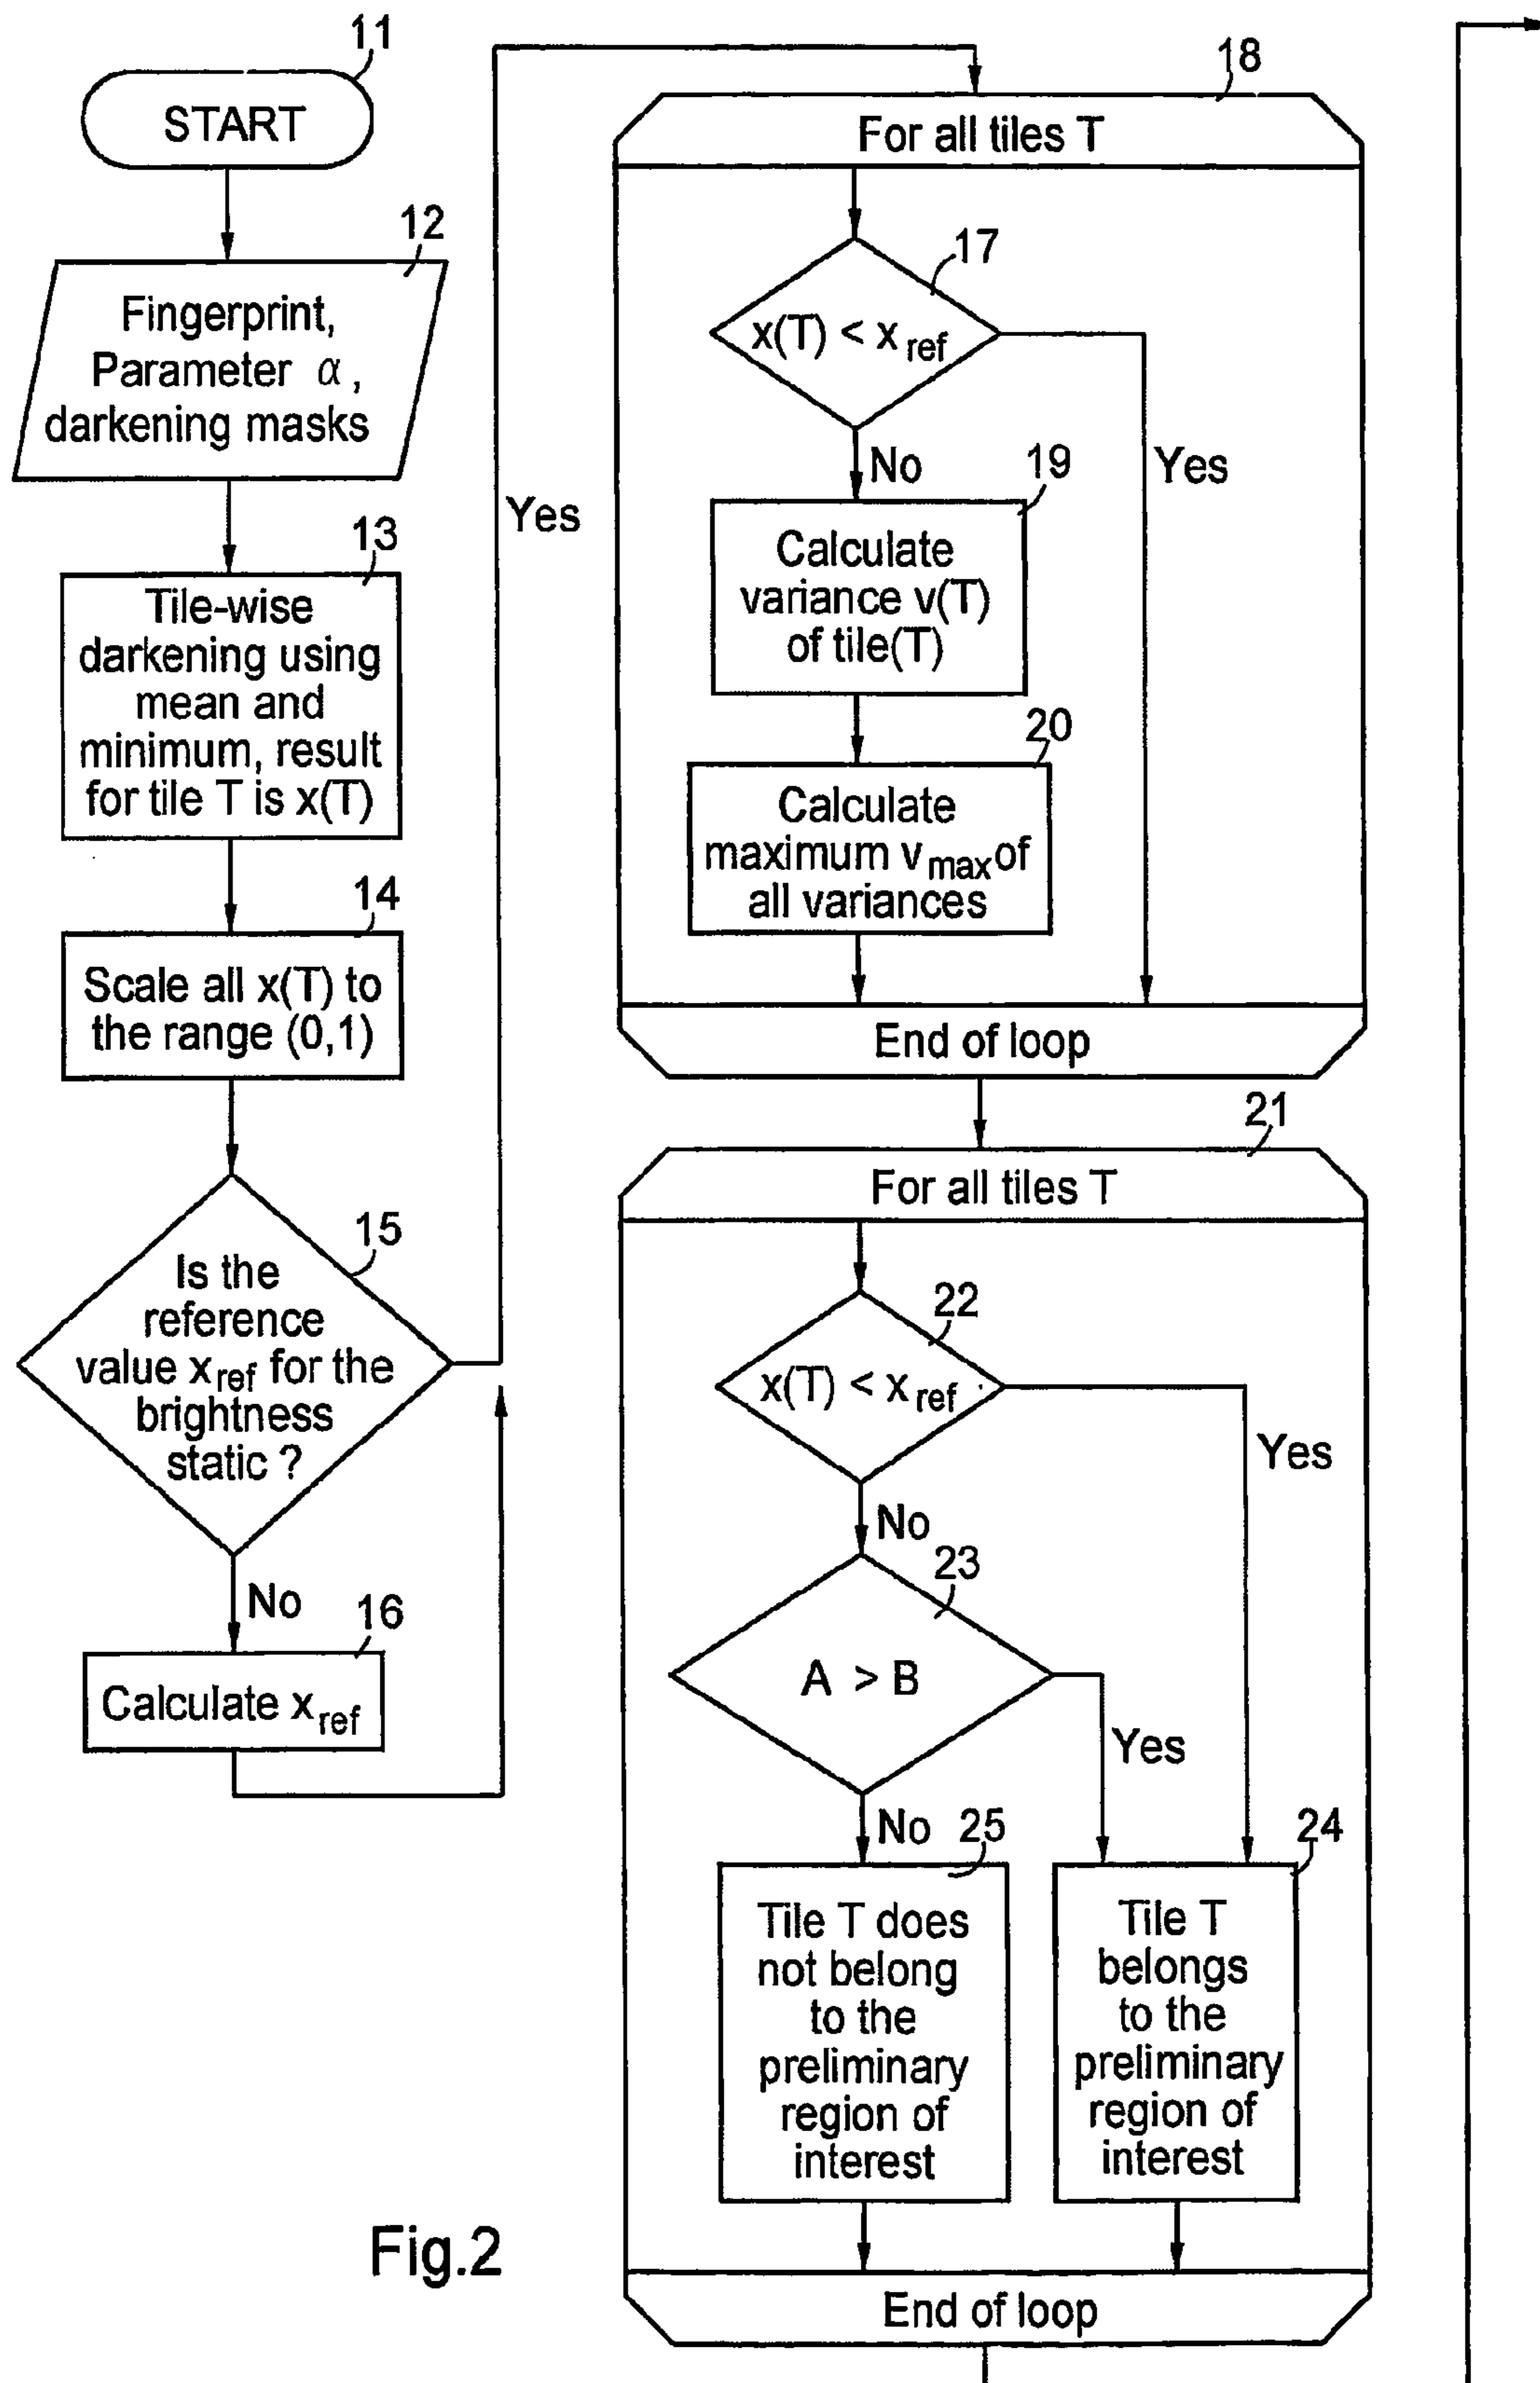 11
START
12
Fingerprint,
Parameter α,
darkening masks
13
Tile-wise
darkening using
mean and
minimum, result
for tile T is x(T)
14
Scale all x(T) to
the range (0,1)
15
Is the
reference
value xref for the
brightness
static ?
Yes
No
16
Calculate xref
18
For all tiles T
17
x(T) < xref
No
Yes
19
Calculate
variance v(T)
of tile(T)
20
Calculate
maximum vmax of
all variances
End of loop
21
For all tiles T
22
x(T) < xref
Yes
No
23
A > B
Yes
No
25
Tile T does
not belong
to the
preliminary
region of
interest
24
Tile T
belongs
to the
preliminary
region of
interest
End of loop
Fig.2